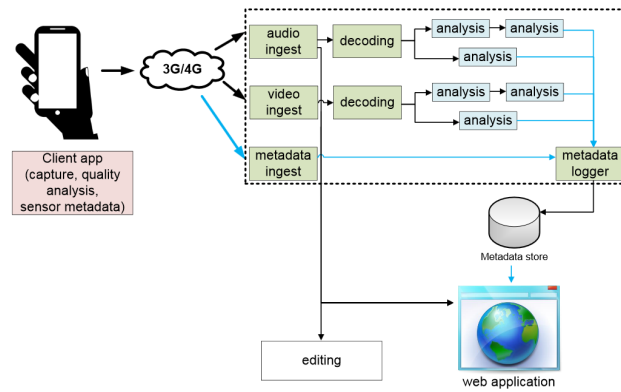 Client app
(capture, quality
analysis,
sensor metadata)
3G/4G
audio
ingest
decoding
analysis
analysis
analysis
video
ingest
decoding
analysis
analysis
analysis
metadata
ingest
metadata
logger
Metadata store
web application
editing